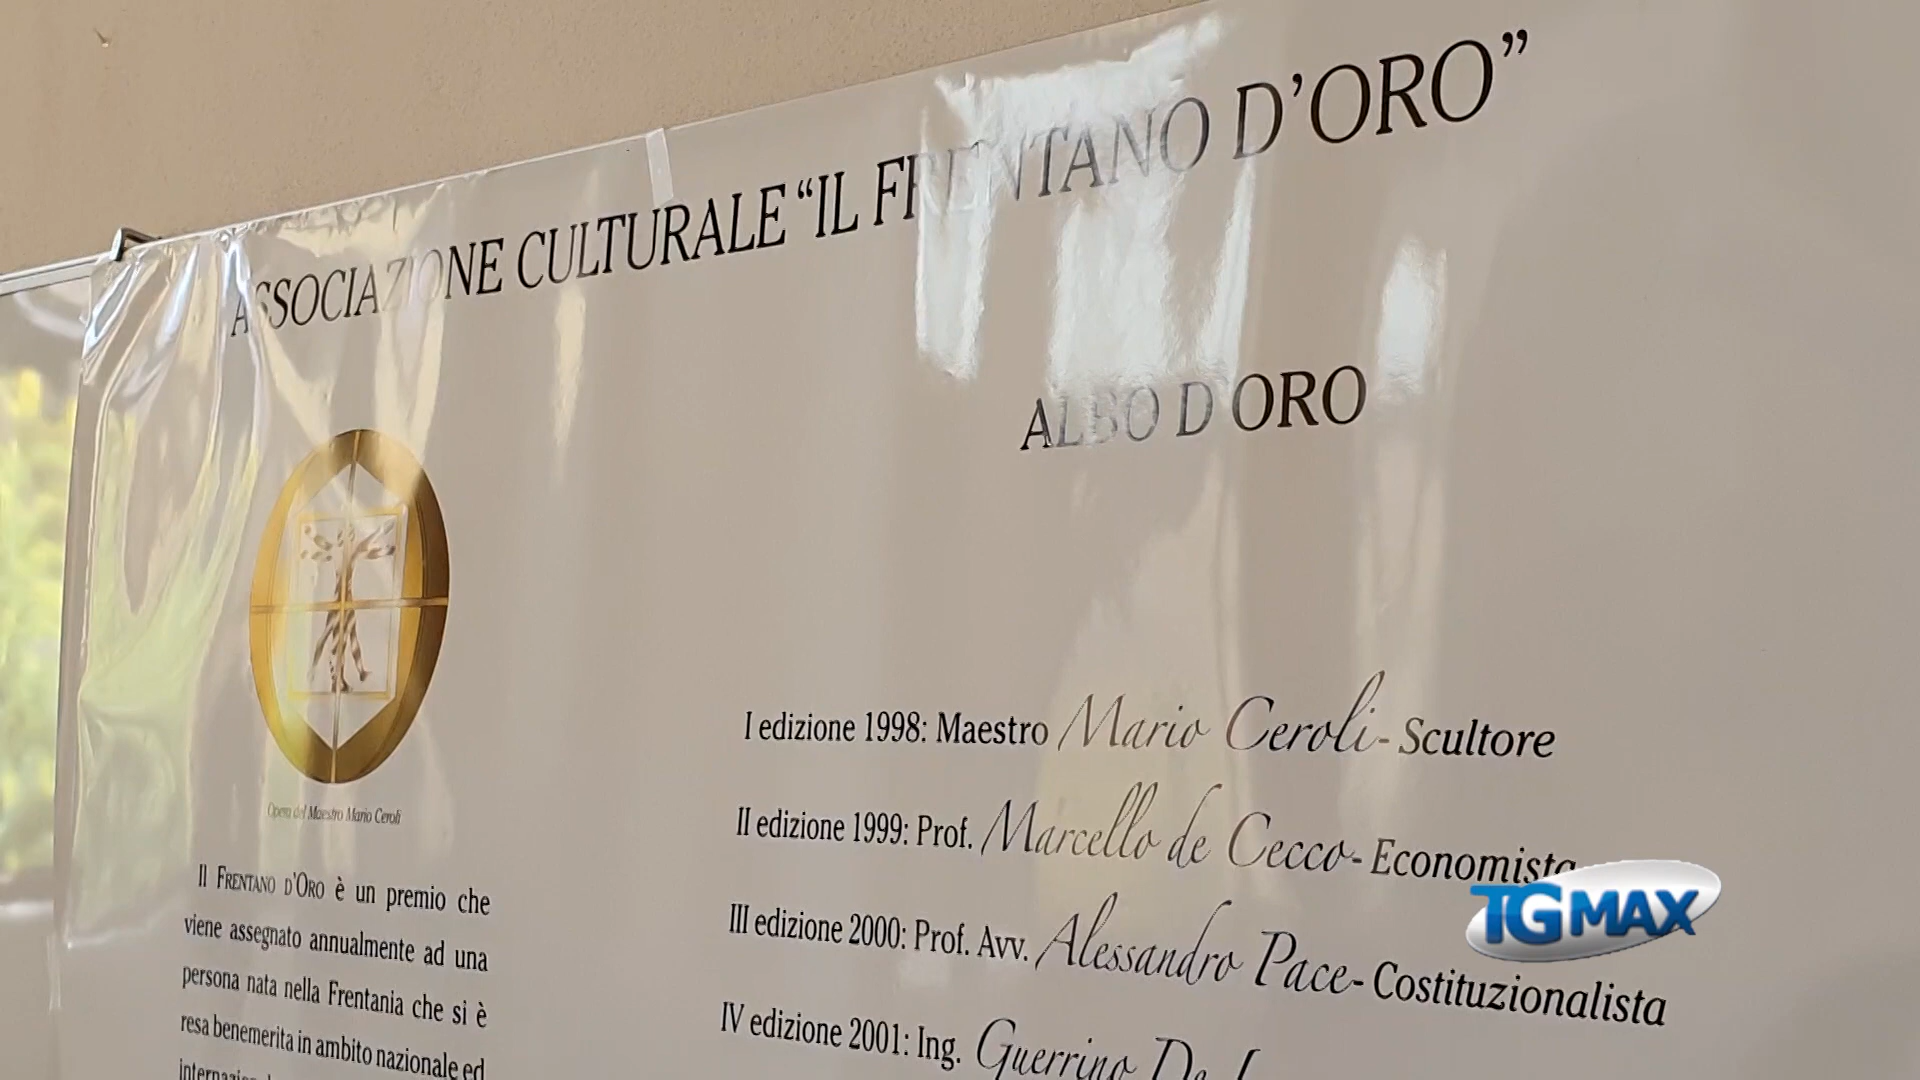 ASSOCIAZIONE CULTURALE “IL FRENTANO D’ORO”
ALBO D ORO
Opera del Maestro Mario Ceroli
Il FRENTANO D'ORO è un premio che
viene assegnato annualmente ad una
persona nata nella Frentania che si è
resa benemerita in ambito nazionale ed
I edizione 1998: Maestro Mario Ceroli- Scultore
II edizione 1999: Prof. Marcello de Cecco- Economista
III edizione 2000: Prof. Avv. Alessandro Pace- Costituzionalista
IV edizione 2001: Ing. Guerrino De
TGMAX